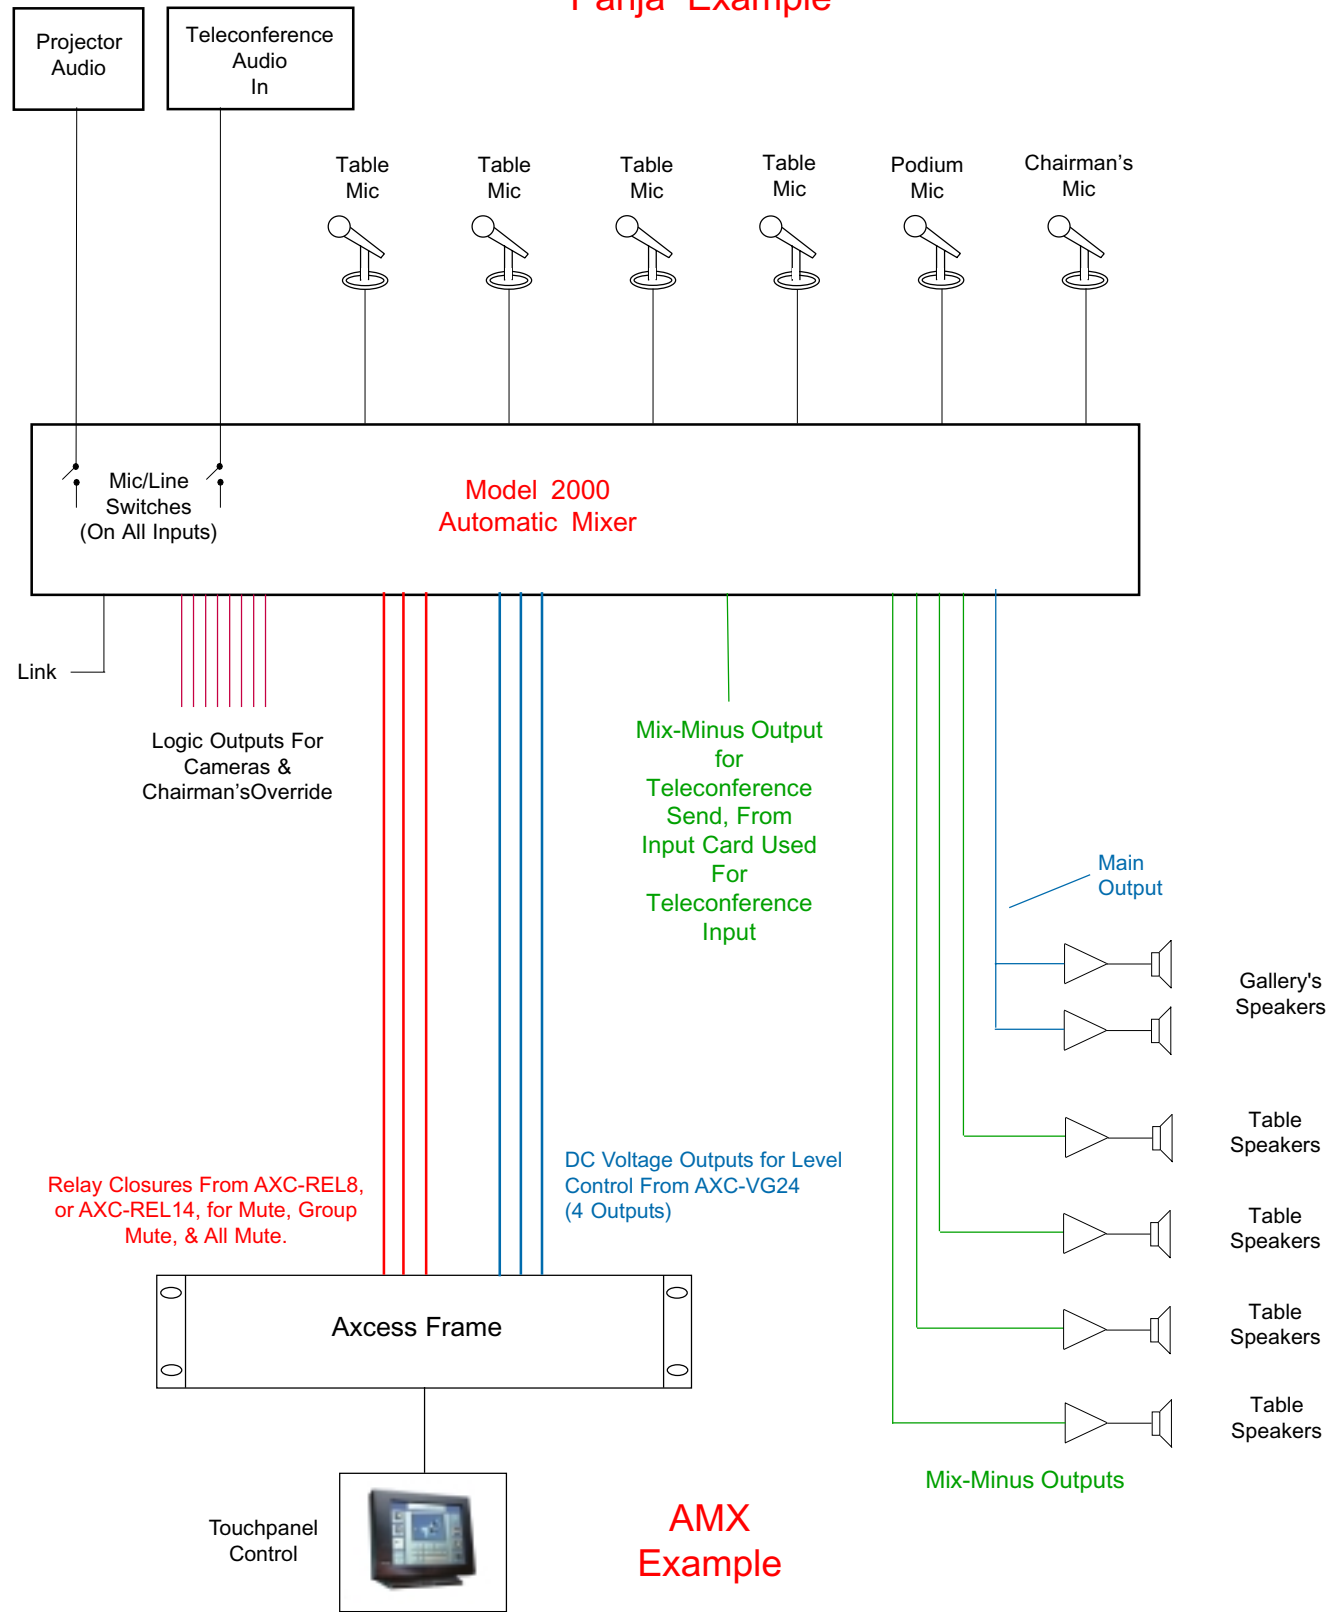 Panja Example
Projector
Audio
Teleconference
Audio
In
Table
Mic
Table
Mic
Table
Mic
Table
Mic
Podium
Mic
Chairman's
Mic
Mic/Line
Switches
(On All Inputs)
Model 2000
Automatic Mixer
Link
Logic Outputs For
Cameras &
Chairman'sOverride
Mix-Minus Output
for
Teleconference
Send, From
Input Card Used
For
Teleconference
Input
Main
Output
Gallery's
Speakers
Table
Speakers
Table
Speakers
Table
Speakers
Table
Speakers
Relay Closures From AXC-REL8,
or AXC-REL14, for Mute, Group
Mute, & All Mute.
DC Voltage Outputs for Level
Control From AXC-VG24
(4 Outputs)
Axcess Frame
Mix-Minus Outputs
Touchpanel
Control
AMX
Example